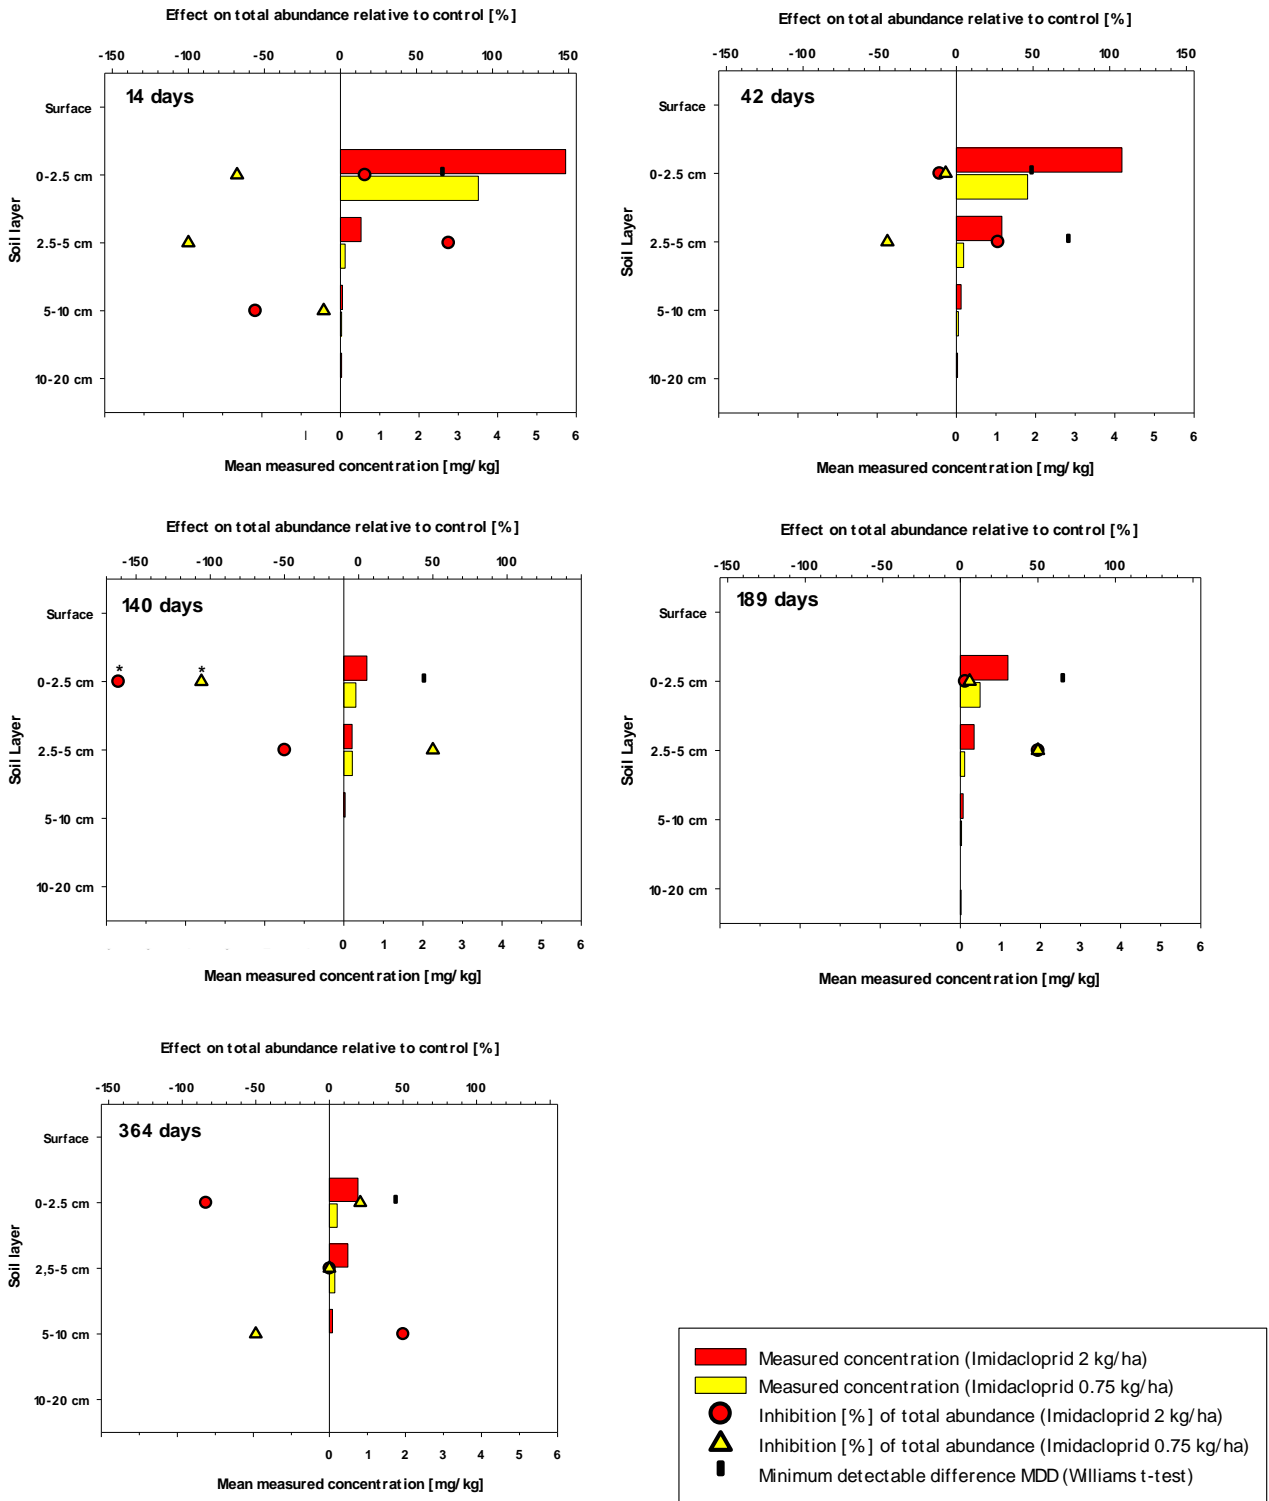 Effect on total abundance relative to control [%]
-150 -100 -50 0 50 100 150
14 days
Soil layer
Surface
0-2.5 cm
2.5-5 cm
5-10 cm
10-20 cm
0 1 2 3 4 5 6
Mean measured concentration [mg/kg]
Effect on total abundance relative to control [%]
-150 -100 -50 0 50 100 150
42 days
Soil Layer
Surface
0-2.5 cm
2.5-5 cm
5-10 cm
10-20 cm
0 1 2 3 4 5 6
Mean measured concentration [mg/kg]
Effect on total abundance relative to control [%]
-150 -100 -50 0 50 100
140 days
Soil Layer
Surface
* *
0-2.5 cm
2.5-5 cm
5-10 cm
10-20 cm
0 1 2 3 4 5 6
Mean measured concentration [mg/kg]
Effect on total abundance relative to control [%]
-150 -100 -50 0 50 100
189 days
Soil Layer
Surface
0-2.5 cm
2.5-5 cm
5-10 cm
10-20 cm
0 1 2 3 4 5 6
Mean measured concentration [mg/kg]
Effect on total abundance relative to control [%]
-150 -100 -50 0 50 100
364 days
Soil layer
Surface
0-2.5 cm
2,5-5 cm
5-10 cm
10-20 cm
0 1 2 3 4 5 6
Mean measured concentration [mg/kg]
Measured concentration (Imidacloprid 2 kg/ha)
Measured concentration (Imidacloprid 0.75 kg/ha)
Inhibition [%] of total abundance (Imidacloprid 2 kg/ha)
Inhibition [%] of total abundance (Imidacloprid 0.75 kg/ha)
Minimum detectable difference MDD (Williams t-test)